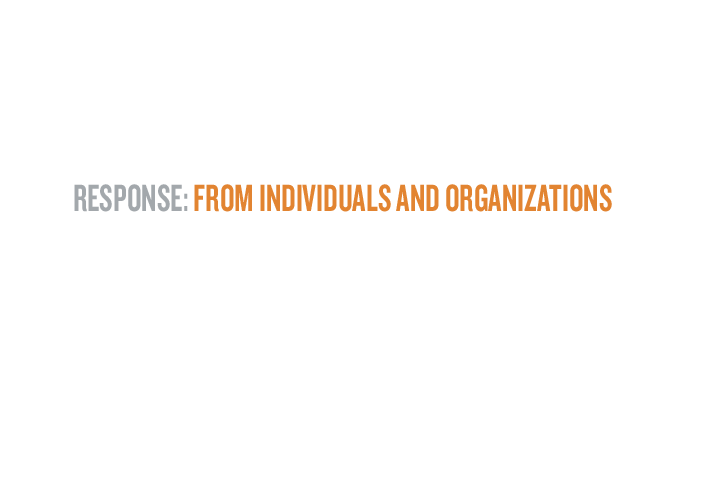 RESPONSE: FROM INDIVIDUALS AND ORGANIZATIONS